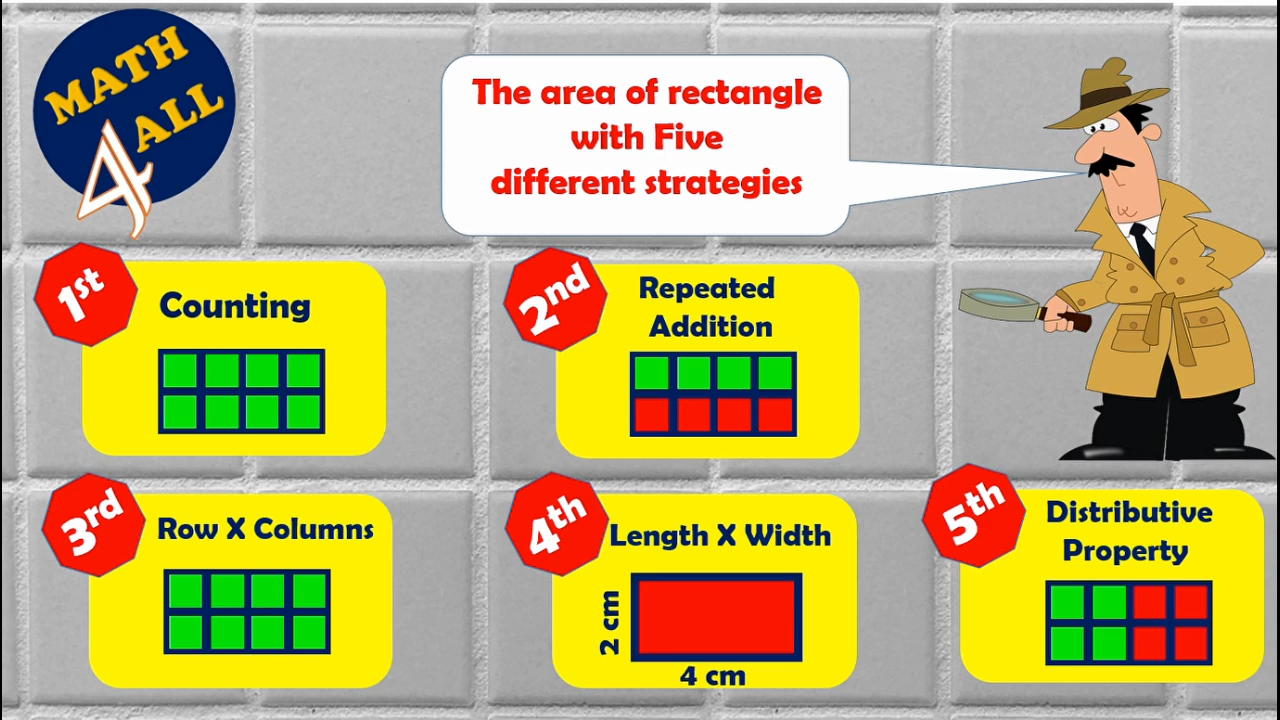 MATH
4 ALL
The area of rectangle
with Five
different strategies
1st
Counting
2nd
Repeated
Addition
3rd
Row X Columns
4th
Length X Width
2 cm
4 cm
5th
Distributive
Property